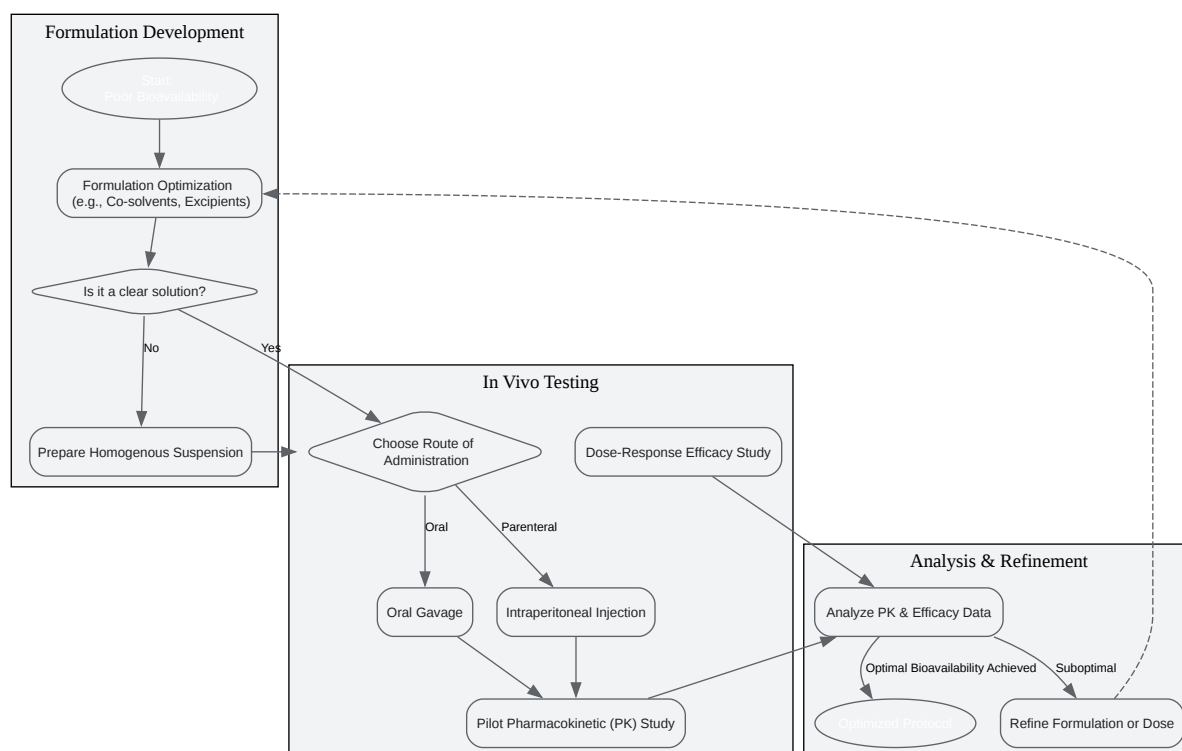 Formulation Development
Start:
Poor Bioavailability
Formulation Optimization
(e.g., Co-solvents, Excipients)
Is it a clear solution?
No
Yes
Prepare Homogenous Suspension
In Vivo Testing
Choose Route of
Administration
Dose-Response Efficacy Study
Oral
Parenteral
Oral Gavage
Intraperitoneal Injection
Pilot Pharmacokinetic (PK) Study
Analysis & Refinement
Analyze PK & Efficacy Data
Optimal Bioavailability Achieved
Suboptimal
Optimized Protocol
Refine Formulation or Dose